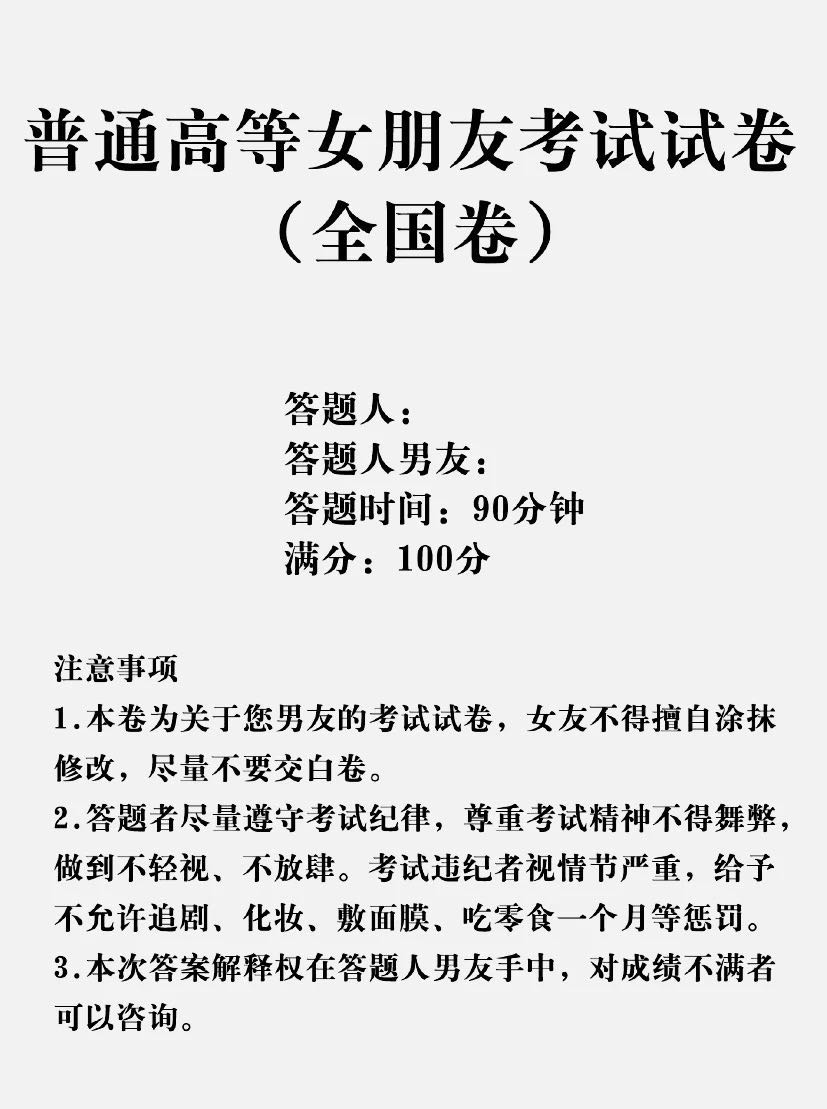 普通高等女朋友考试试卷
（全国卷）
答题人：
答题人男友：
答题时间：90分钟
满分：100分
注意事项
1.本卷为关于您男友的考试试卷，女友不得擅自涂抹
修改，尽量不要交白卷。
2.答题者尽量遵守考试纪律，尊重考试精神不得舞弊，
做到不轻视、不放肆。考试违纪者视情节严重，给予
不允许追剧、化妆、敷面膜、吃零食一个月等惩罚。
3.本次答案解释权在答题人男友手中，对成绩不满者
可以咨询。